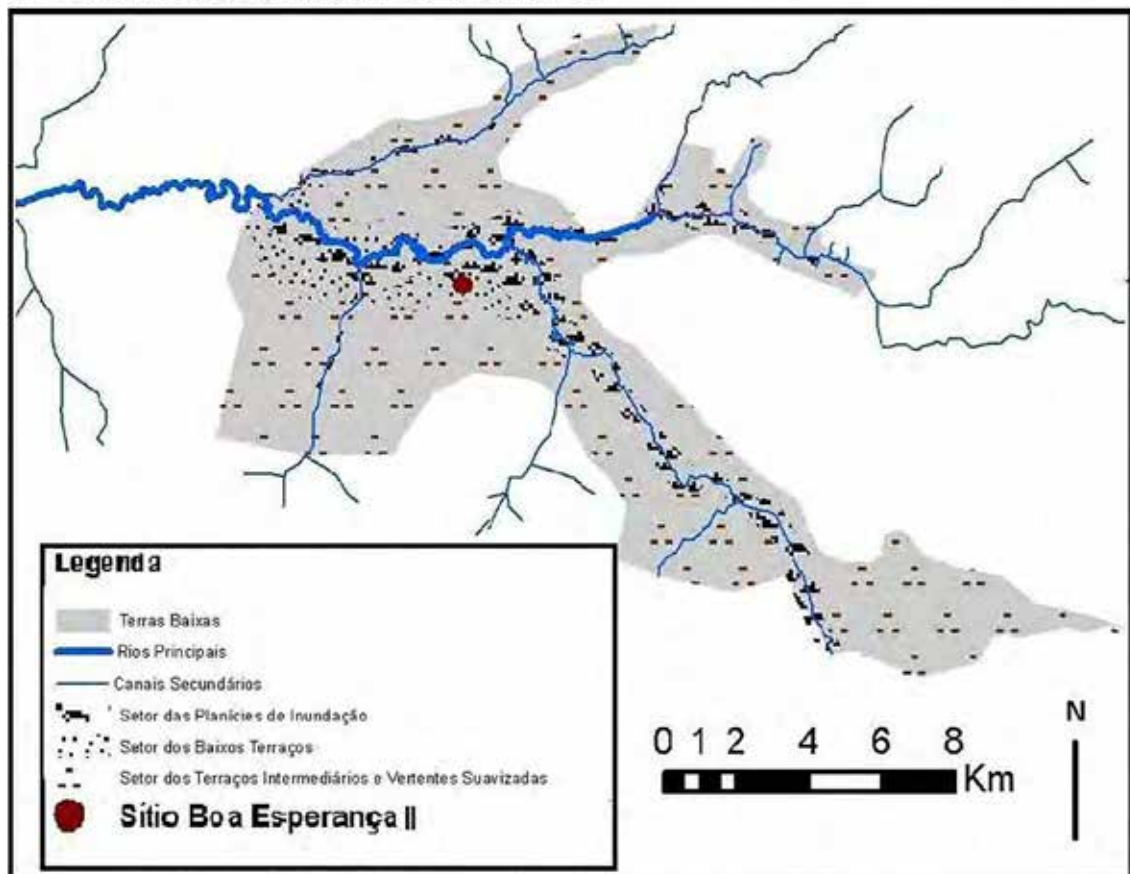 Legenda
Terras Baixas
Rios Principais
Canais Secundários
Setor das Planícies de Inundação
Setor dos Baixos Terraços
Setor dos Terraços Intermediários e Vertentes Suavizadas
Sítio Boa Esperança II
0 1 2 4 6 8
Km
N